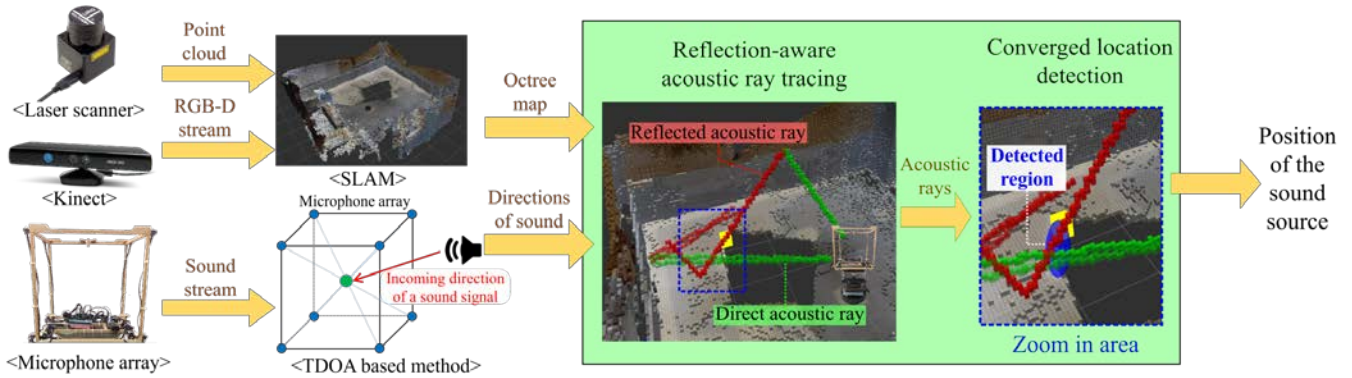 Point
cloud
<Laser scanner>
RGB-D
stream
<Kinect>
<SLAM>
Octree
map
Microphone array
Directions
of sound
Sound
stream
Incoming direction
of a sound signal
<Microphone array>
<TDOA based method>
Reflection-aware
acoustic ray tracing
Reflected acoustic ray
Direct acoustic ray
Acoustic
rays
Converged location
detection
Detected
region
Zoom in area
Position
of the
sound
source